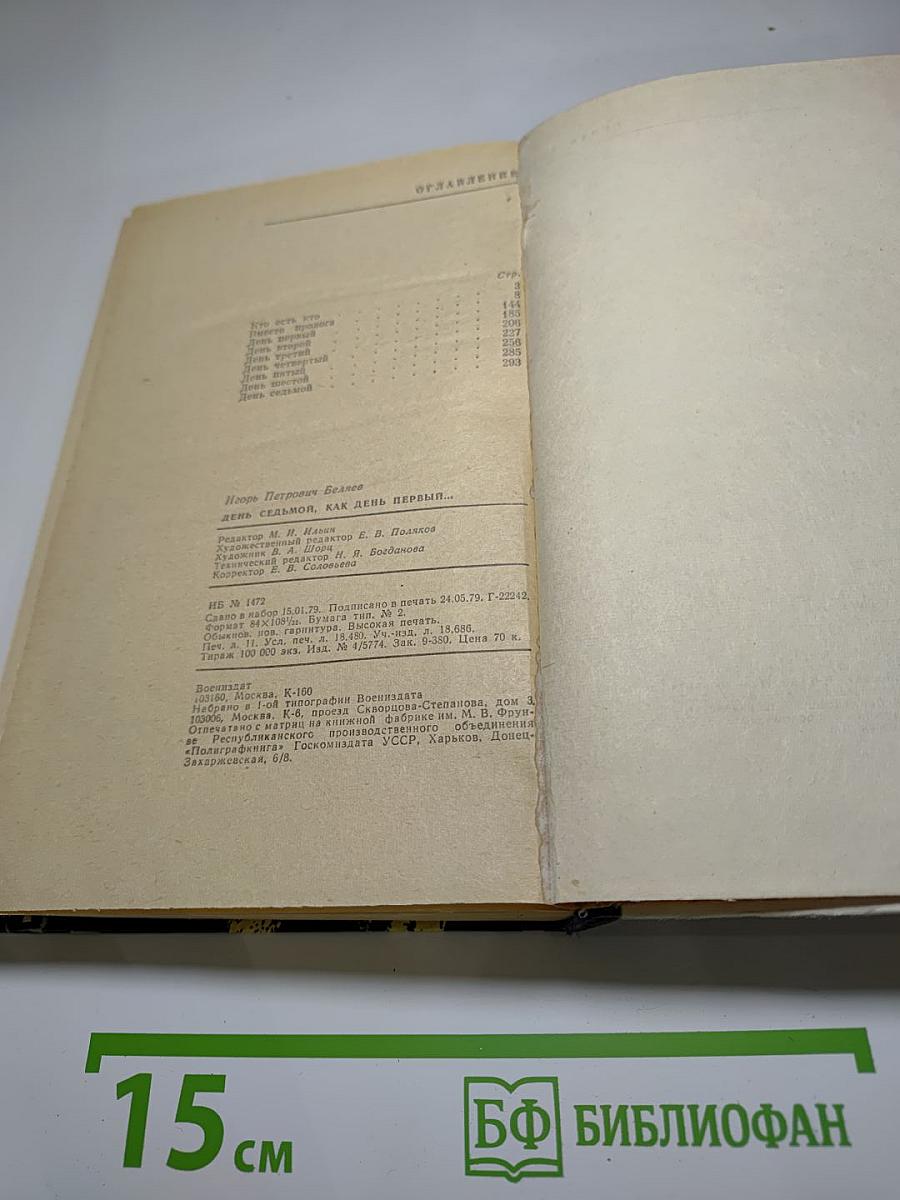 ОГЛАВЛЕНИЕ
Стр.
Кто есть кто 3
Вместо пролога 8
День первый 144
День второй 185
День третий 206
День четвертый 227
День пятый 256
День шестой 285
День седьмой 293
Игорь Петрович Беляев
ДЕНЬ СЕДЬМОЙ, КАК ДЕНЬ ПЕРВЫЙ...
Редактор М. И. Ильин
Художественный редактор Е. В. Поляков
Художник В. А. Шорц
Технический редактор Н. Я. Богданова
Корректор Е. В. Соловьева
ИБ № 1472
Сдано в набор 15.01.79. Подписано в печать 24.05.79. Г-22242.
Формат 84×108¹/₃₂. Бумага тип. № 2.
Обыкнов. нов. гарнитура. Высокая печать.
Печ. л. 11. Усл. печ. л. 18,480. Уч.-изд. л. 18,686.
Тираж 100 000 экз. Изд. № 4/5774. Зак. 9-380. Цена 70 к.
Воениздат
103160, Москва, К-160
Набрано в 1-ой типографии Воениздата
103006, Москва, К-6, проезд Скворцова-Степанова, дом 3.
Отпечатано с матриц на книжной фабрике им. М. В. Фрун-
зе Республиканского производственного объединения
«Полиграфкнига» Госкомиздата УССР, Харьков, Донец-
Захаржевская, 6/8.
15 см
БФ БИБЛИОФАН